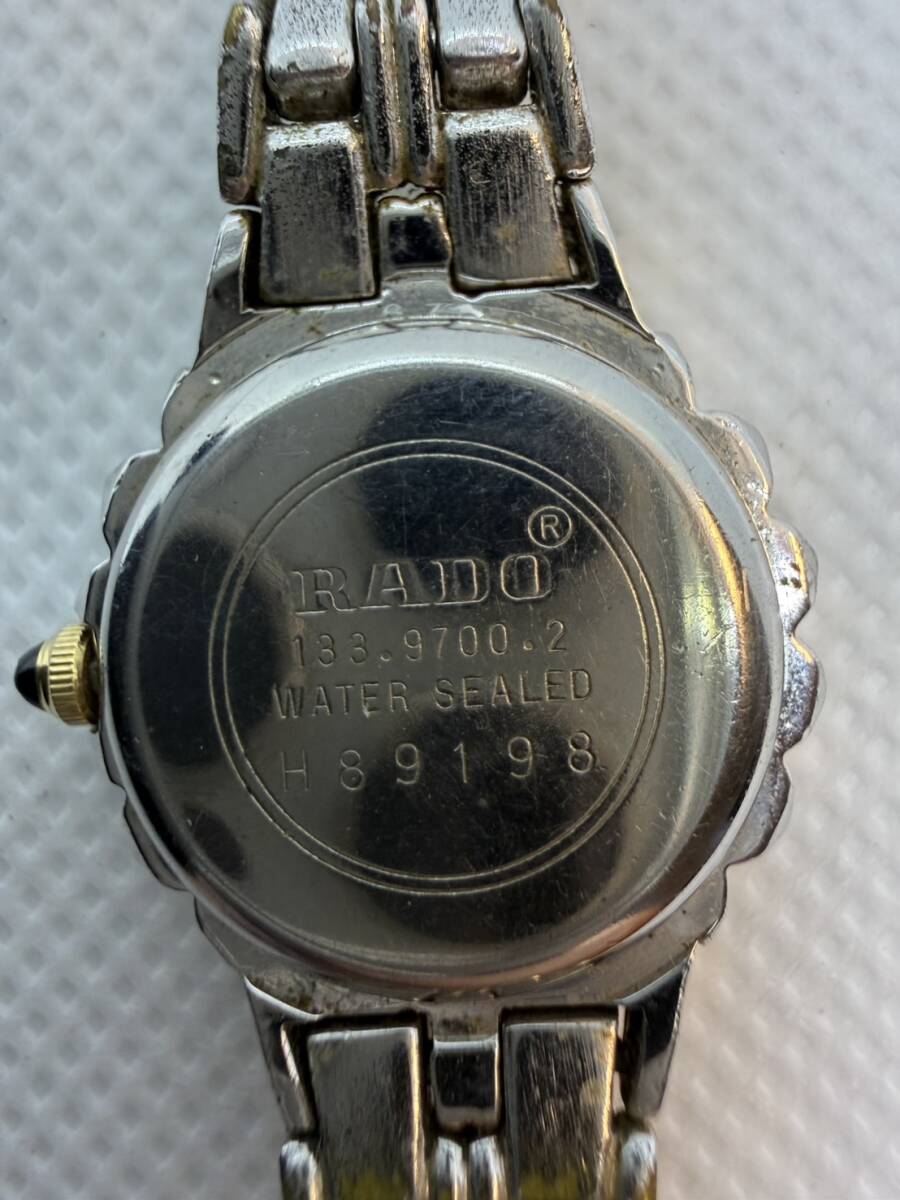 RADO®
133.9700.2
WATER SEALED
H89198